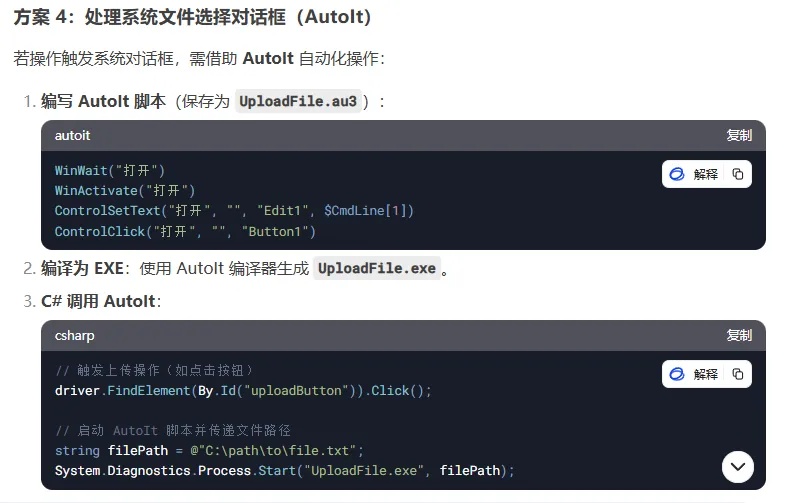 方案 4：处理系统文件选择对话框（AutoIt）
若操作触发系统对话框，需借助 AutoIt 自动化操作：
1. 编写 AutoIt 脚本（保存为 UploadFile.au3）：
autoit 复制
解释
WinWait("打开")
WinActivate("打开")
ControlSetText("打开", "", "Edit1", $CmdLine[1])
ControlClick("打开", "", "Button1")
2. 编译为 EXE：使用 AutoIt 编译器生成 UploadFile.exe。
3. C# 调用 AutoIt：
csharp 复制
解释
// 触发上传操作（如点击按钮）
driver.FindElement(By.Id("uploadButton")).Click();
// 启动 AutoIt 脚本并传递文件路径
string filePath = @"C:\path\to\file.txt";
System.Diagnostics.Process.Start("UploadFile.exe", filePath);